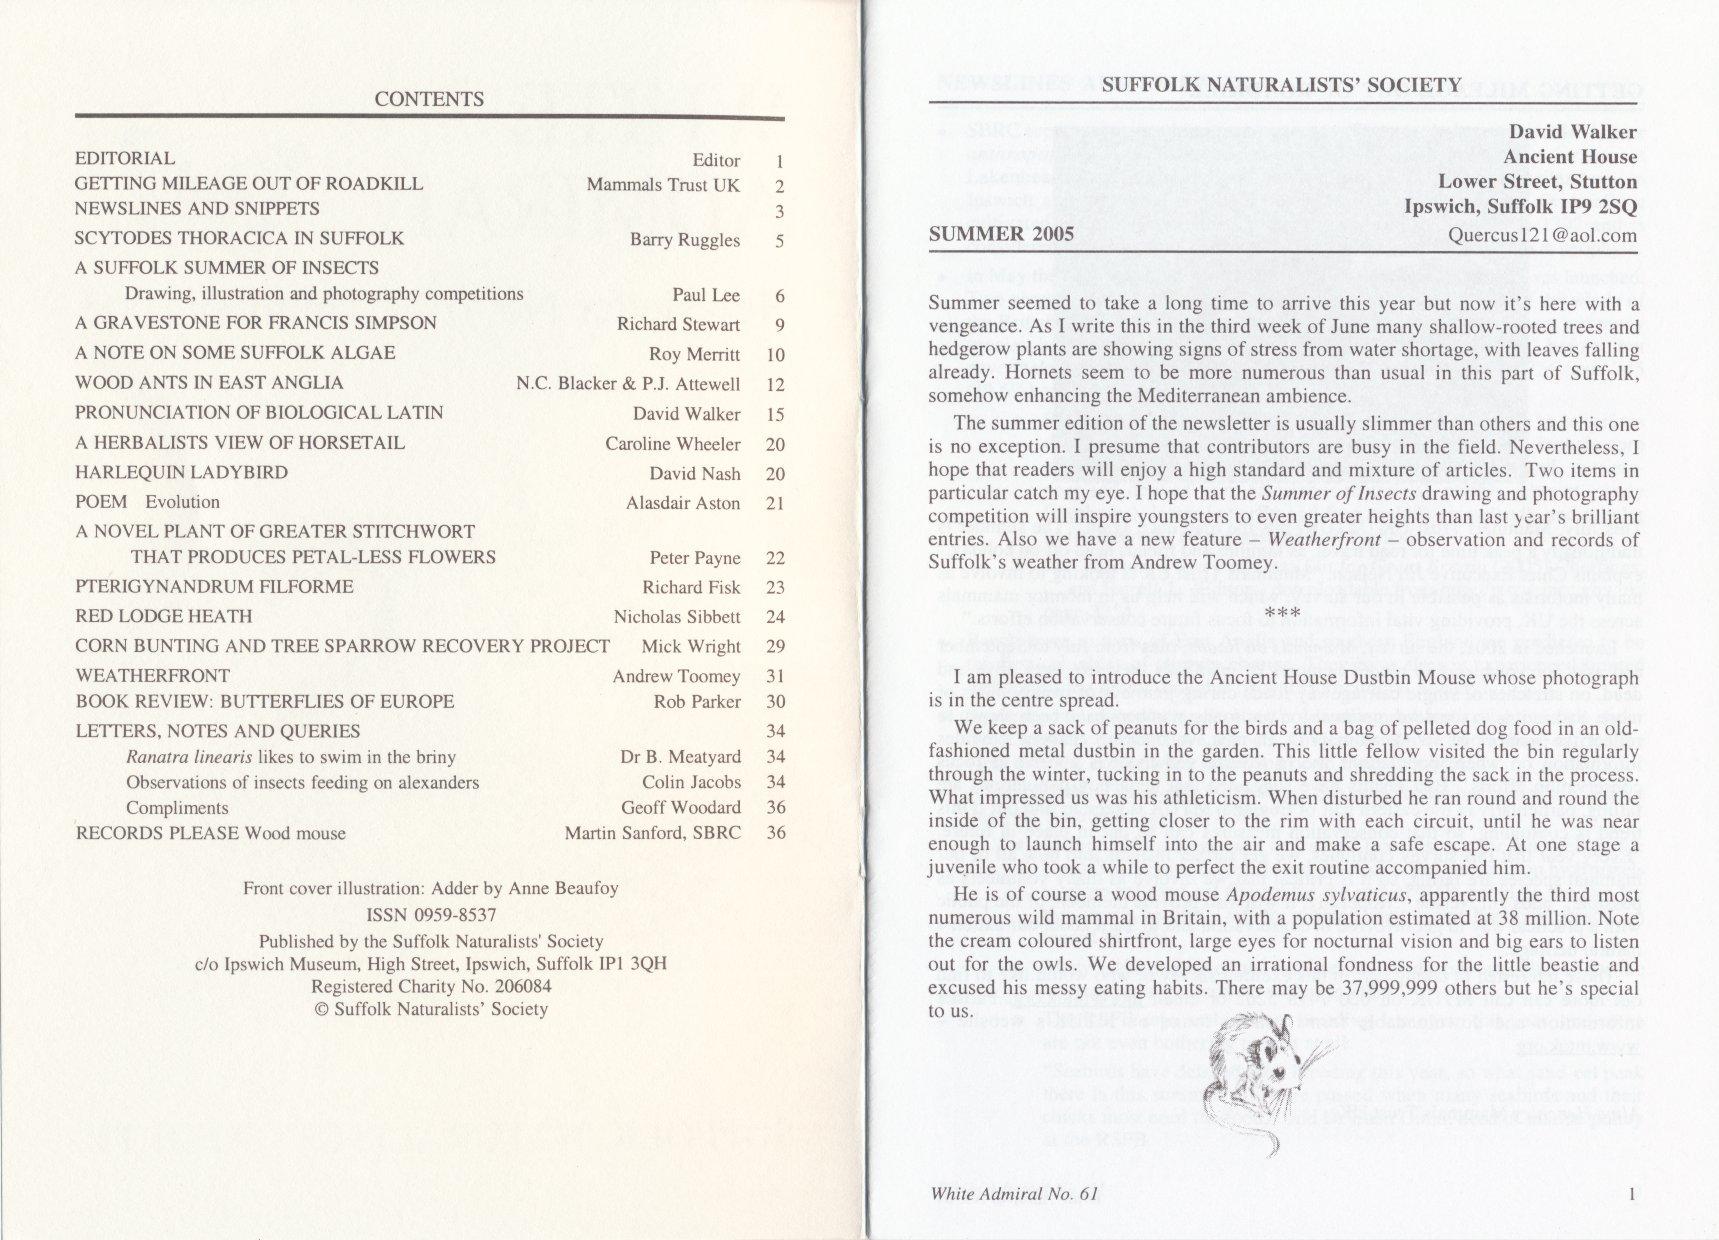 CONTENTS
EDITORIAL Editor 1
GETTING MILEAGE OUT OF ROADKILL Mammals Trust UK 2
NEWSLINES AND SNIPPETS 3
SCYTODES THORACICA IN SUFFOLK Barry Ruggles 5
A SUFFOLK SUMMER OF INSECTS
Drawing, illustration and photography competitions Paul Lee 6
A GRAVESTONE FOR FRANCIS SIMPSON Richard Stewart 9
A NOTE ON SOME SUFFOLK ALGAE Roy Merritt 10
WOOD ANTS IN EAST ANGLIA N.C. Blacker & P.J. Attewell 12
PRONUNCIATION OF BIOLOGICAL LATIN David Walker 15
A HERBALISTS VIEW OF HORSETAIL Caroline Wheeler 20
HARLEQUIN LADYBIRD David Nash 20
POEM Evolution Alasdair Aston 21
A NOVEL PLANT OF GREATER STITCHWORT
THAT PRODUCES PETAL-LESS FLOWERS Peter Payne 22
PTERIGYNANDRUM FILFORME Richard Fisk 23
RED LODGE HEATH Nicholas Sibbett 24
CORN BUNTING AND TREE SPARROW RECOVERY PROJECT Mick Wright 29
WEATHERFRONT Andrew Toomey 31
BOOK REVIEW: BUTTERFLIES OF EUROPE Rob Parker 30
LETTERS, NOTES AND QUERIES 34
Ranatra linearis likes to swim in the briny Dr B. Meatyard 34
Observations of insects feeding on alexanders Colin Jacobs 34
Compliments Geoff Woodard 36
RECORDS PLEASE Wood mouse Martin Sanford, SBRC 36
Front cover illustration: Adder by Anne Beaufoy
ISSN 0959-8537
Published by the Suffolk Naturalists' Society
c/o Ipswich Museum, High Street, Ipswich, Suffolk IP1 3QH
Registered Charity No. 206084
© Suffolk Naturalists' Society
SUFFOLK NATURALISTS' SOCIETY
David Walker
Ancient House
Lower Street, Stutton
Ipswich, Suffolk IP9 2SQ
SUMMER 2005 Quercus121@aol.com
Summer seemed to take a long time to arrive this year but now it's here with a
vengeance. As I write this in the third week of June many shallow-rooted trees and
hedgerow plants are showing signs of stress from water shortage, with leaves falling
already. Hornets seem to be more numerous than usual in this part of Suffolk,
somehow enhancing the Mediterranean ambience.
The summer edition of the newsletter is usually slimmer than others and this one
is no exception. I presume that contributors are busy in the field. Nevertheless, I
hope that readers will enjoy a high standard and mixture of articles. Two items in
particular catch my eye. I hope that the Summer of Insects drawing and photography
competition will inspire youngsters to even greater heights than last year's brilliant
entries. Also we have a new feature – Weatherfront – observation and records of
Suffolk's weather from Andrew Toomey.
***
I am pleased to introduce the Ancient House Dustbin Mouse whose photograph
is in the centre spread.
We keep a sack of peanuts for the birds and a bag of pelleted dog food in an old-
fashioned metal dustbin in the garden. This little fellow visited the bin regularly
through the winter, tucking in to the peanuts and shredding the sack in the process.
What impressed us was his athleticism. When disturbed he ran round and round the
inside of the bin, getting closer to the rim with each circuit, until he was near
enough to launch himself into the air and make a safe escape. At one stage a
juvenile who took a while to perfect the exit routine accompanied him.
He is of course a wood mouse Apodemus sylvaticus, apparently the third most
numerous wild mammal in Britain, with a population estimated at 38 million. Note
the cream coloured shirtfront, large eyes for nocturnal vision and big ears to listen
out for the owls. We developed an irrational fondness for the little beastie and
excused his messy eating habits. There may be 37,999,999 others but he's special
to us.
White Admiral No. 61 1